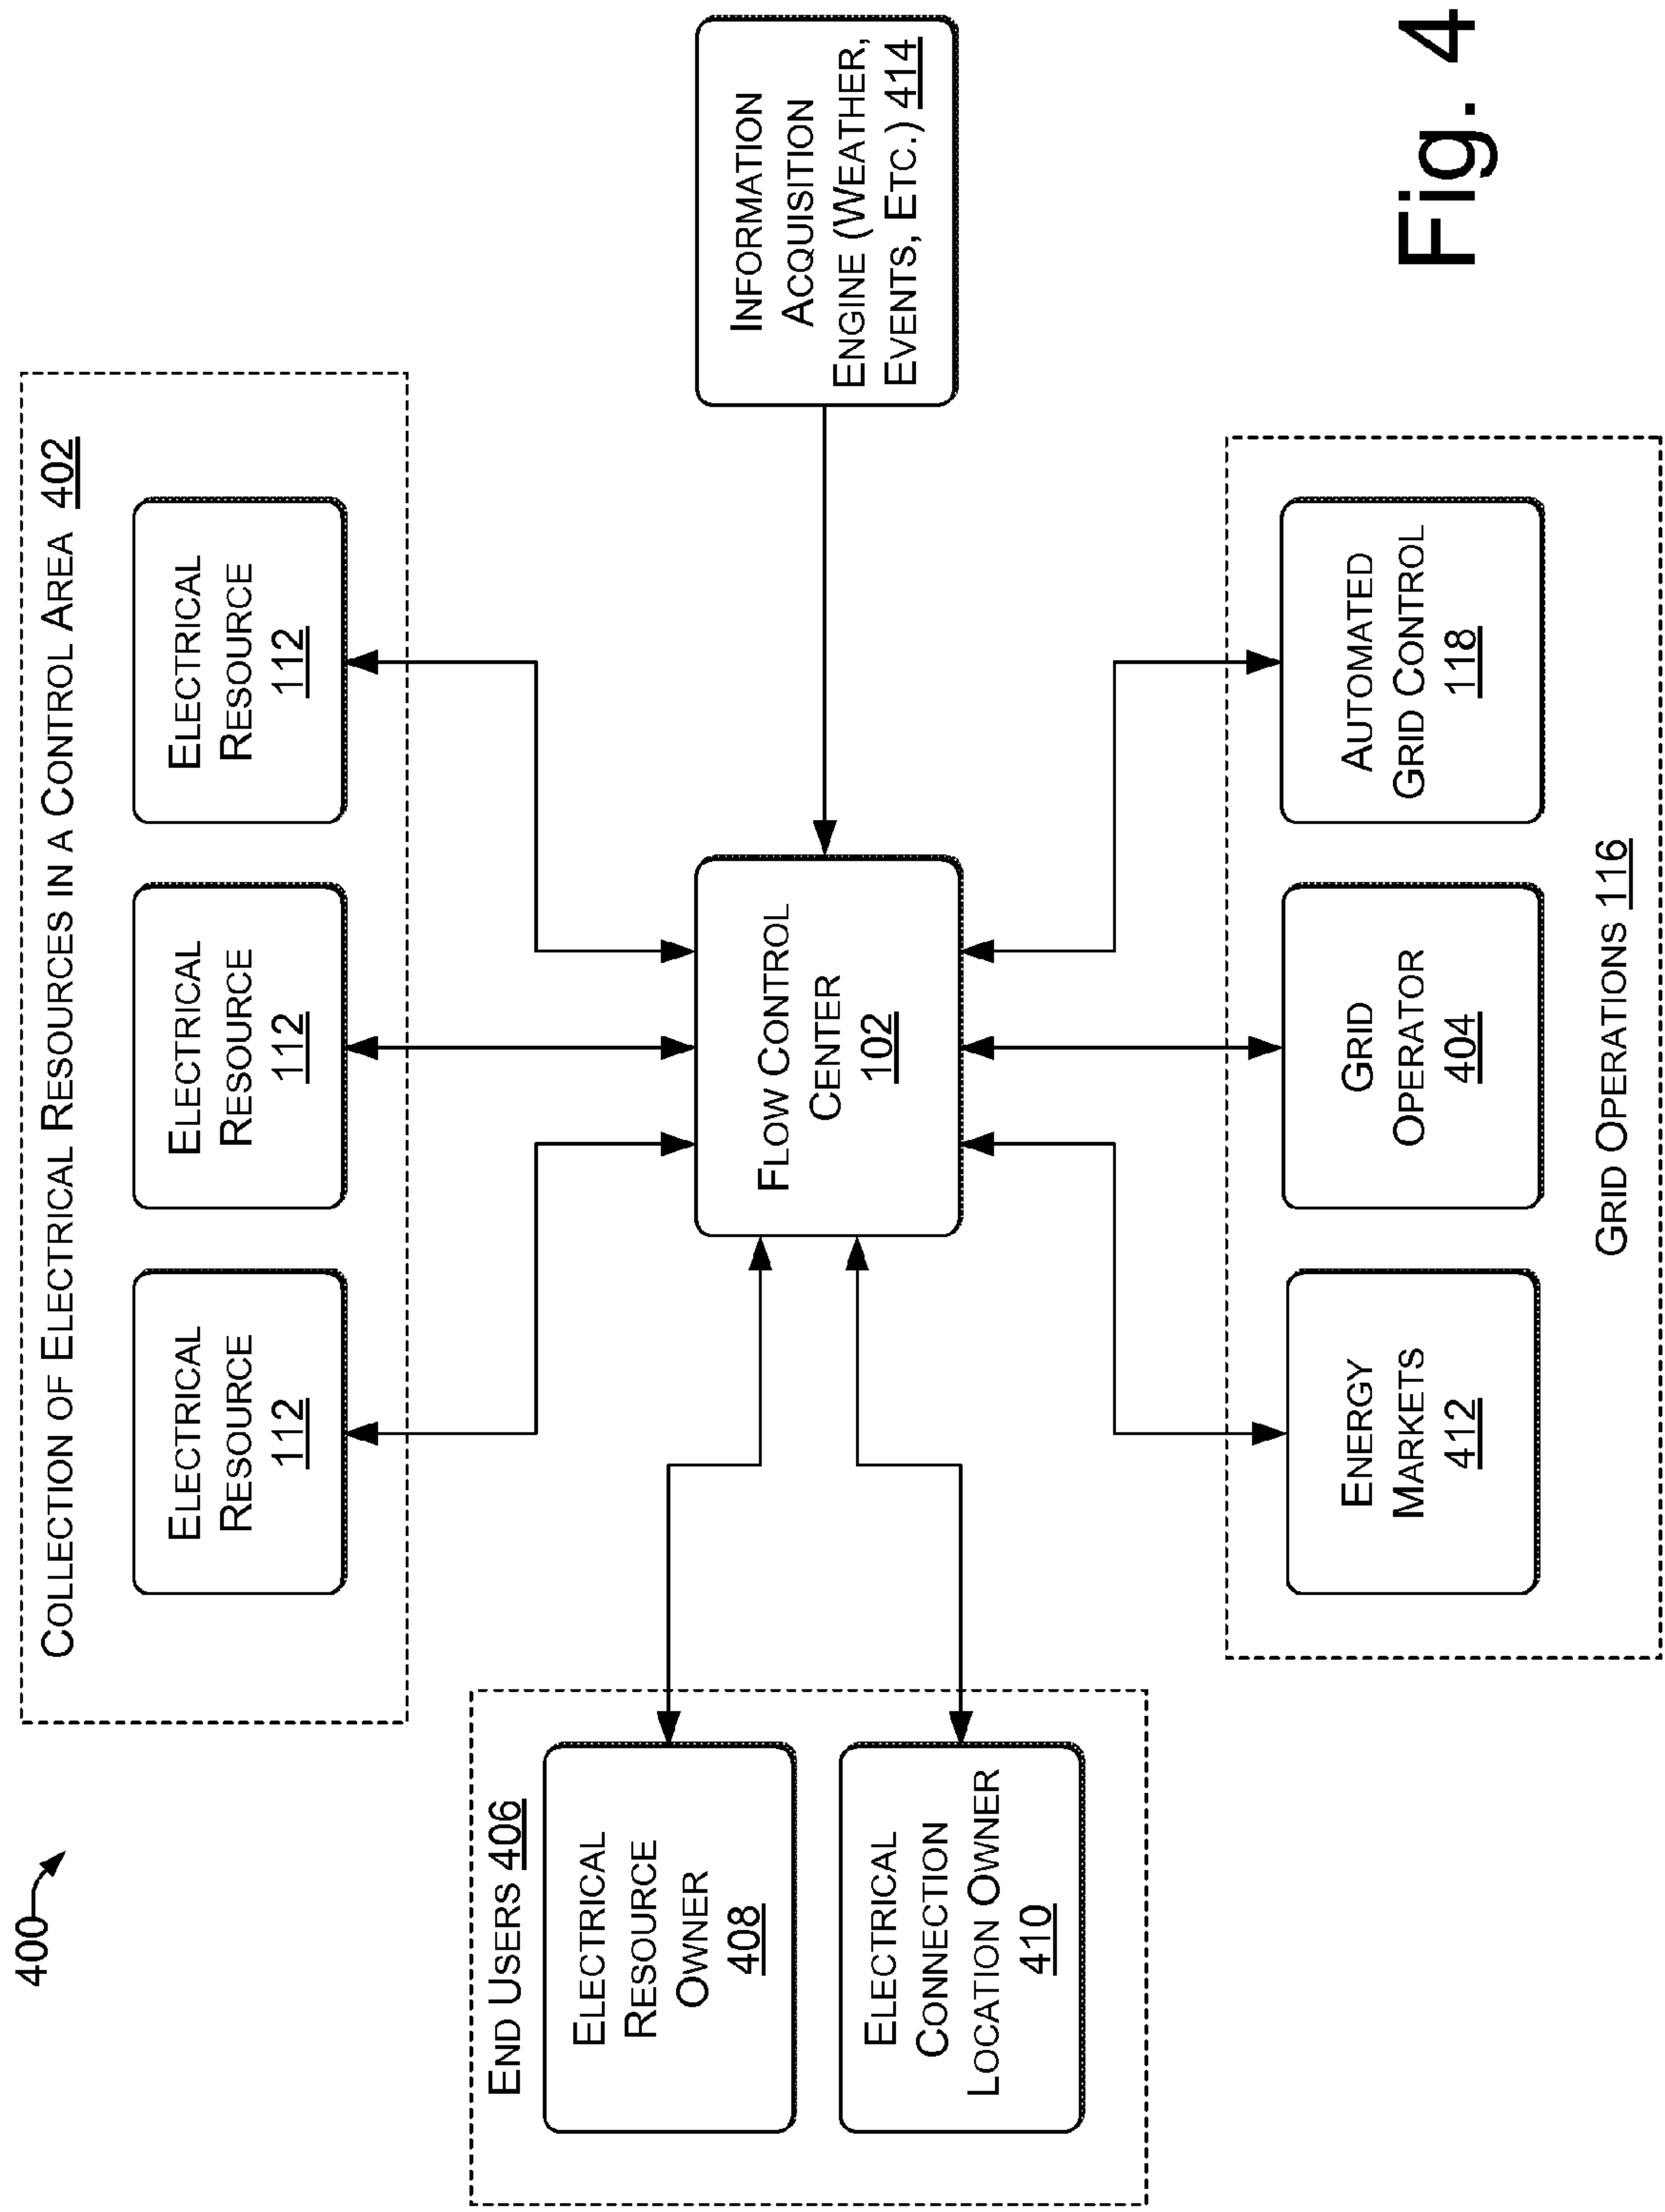 400
COLLECTION OF ELECTRICAL RESOURCES IN A CONTROL AREA 402
ELECTRICAL
RESOURCE
112
ELECTRICAL
RESOURCE
112
ELECTRICAL
RESOURCE
112
END USERS 406
ELECTRICAL
RESOURCE
OWNER
408
ELECTRICAL
CONNECTION
LOCATION OWNER
410
FLOW CONTROL
CENTER
102
INFORMATION
ACQUISITION
ENGINE (WEATHER,
EVENTS, ETC.) 414
ENERGY
MARKETS
412
GRID
OPERATOR
404
AUTOMATED
GRID CONTROL
118
GRID OPERATIONS 116
Fig. 4